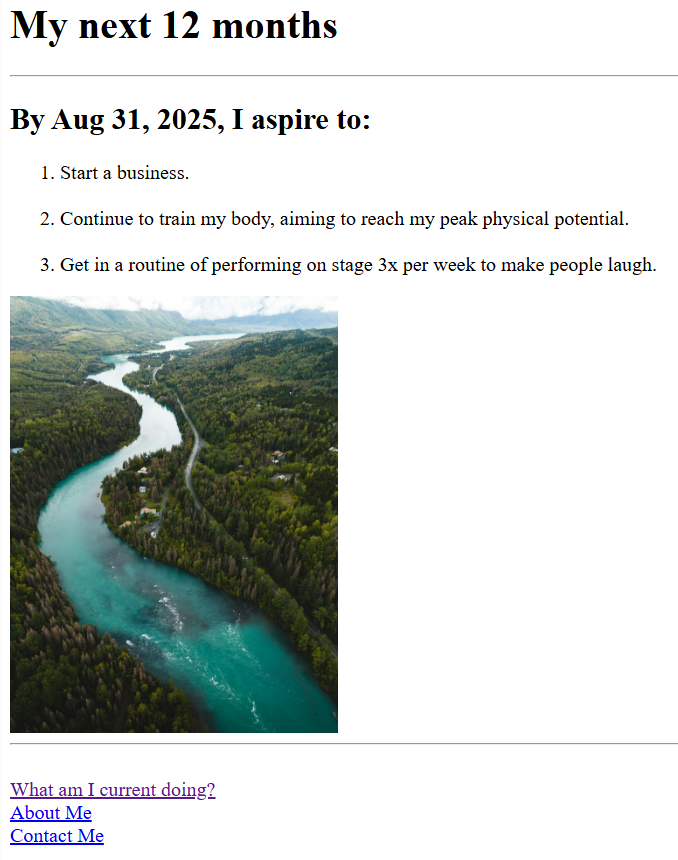 My next 12 months
By Aug 31, 2025, I aspire to:
1. Start a business.
2. Continue to train my body, aiming to reach my peak physical potential.
3. Get in a routine of performing on stage 3x per week to make people laugh.
What am I current doing?
About Me
Contact Me